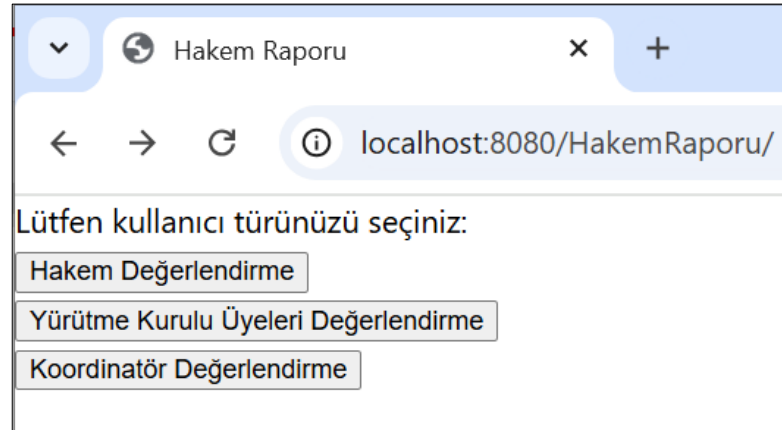 Hakem Raporu
localhost:8080/HakemRaporu/
Lütfen kullanıcı türünüzü seçiniz:
Hakem Değerlendirme
Yürütme Kurulu Üyeleri Değerlendirme
Koordinatör Değerlendirme